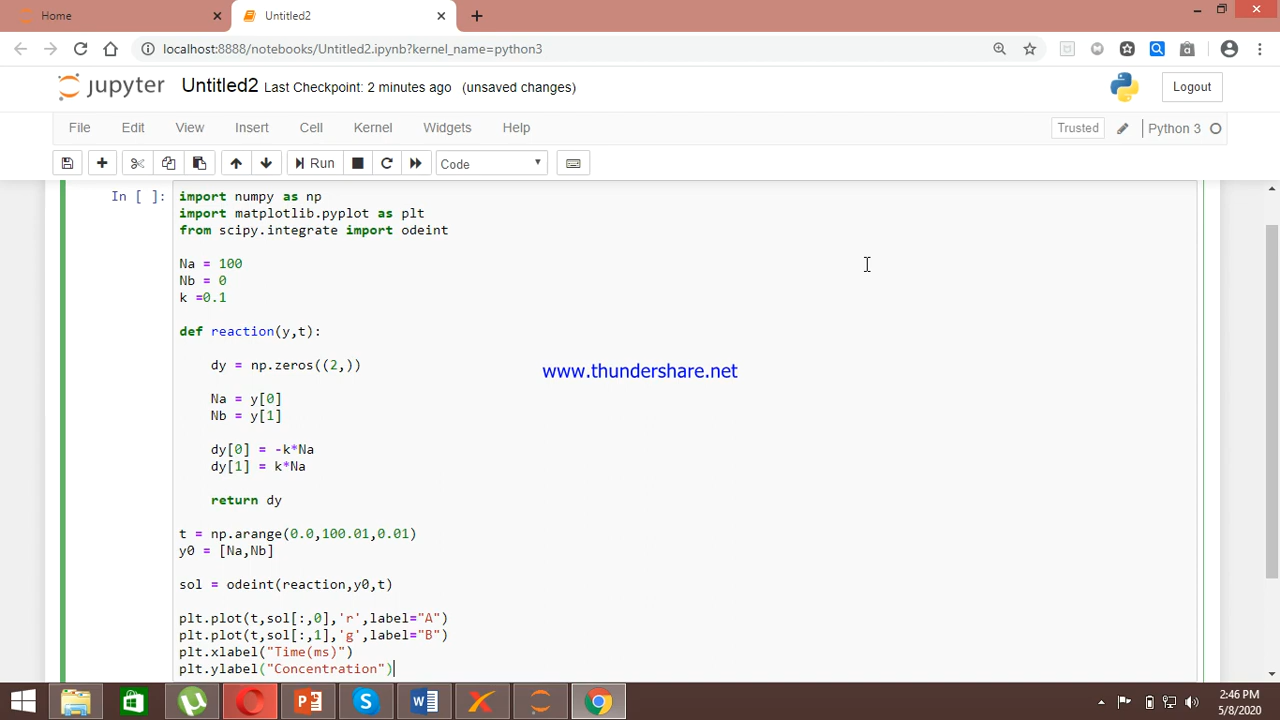 Home
Untitled2
localhost:8888/notebooks/Untitled2.ipynb?kernel_name=python3
jupyter Untitled2 Last Checkpoint: 2 minutes ago (unsaved changes)
Logout
File Edit View Insert Cell Kernel Widgets Help
Trusted
Python 3
Run
Code
In [ ]:
import numpy as np
import matplotlib.pyplot as plt
from scipy.integrate import odeint
Na = 100
Nb = 0
k =0.1
def reaction(y,t):
dy = np.zeros((2,))
www.thundershare.net
Na = y[0]
Nb = y[1]
dy[0] = -k*Na
dy[1] = k*Na
return dy
t = np.arange(0.0,100.01,0.01)
y0 = [Na,Nb]
sol = odeint(reaction,y0,t)
plt.plot(t,sol[:,0],'r',label="A")
plt.plot(t,sol[:,1],'g',label="B")
plt.xlabel("Time(ms)")
plt.ylabel("Concentration")
2:46 PM
5/8/2020